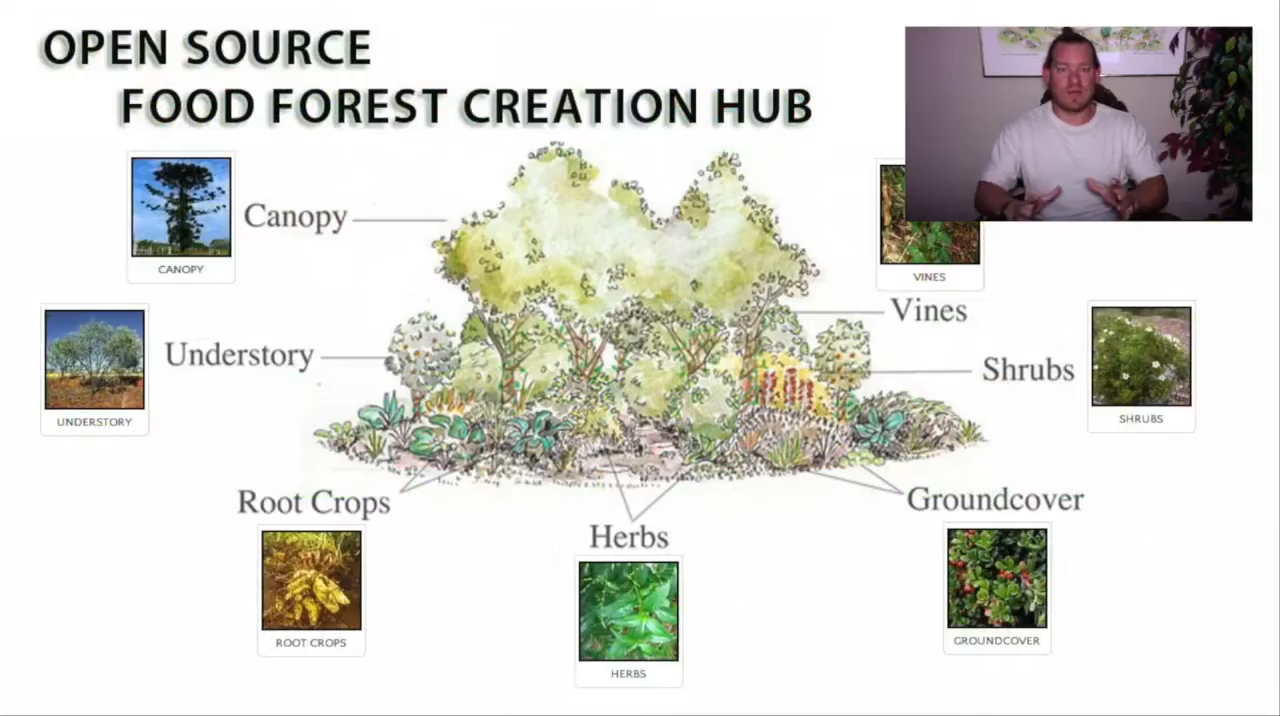 OPEN SOURCE
FOOD FOREST CREATION HUB
Canopy
CANOPY
VINES
Vines
Understory
UNDERSTORY
Shrubs
SHRUBS
Root Crops
ROOT CROPS
Herbs
HERBS
Groundcover
GROUNDCOVER